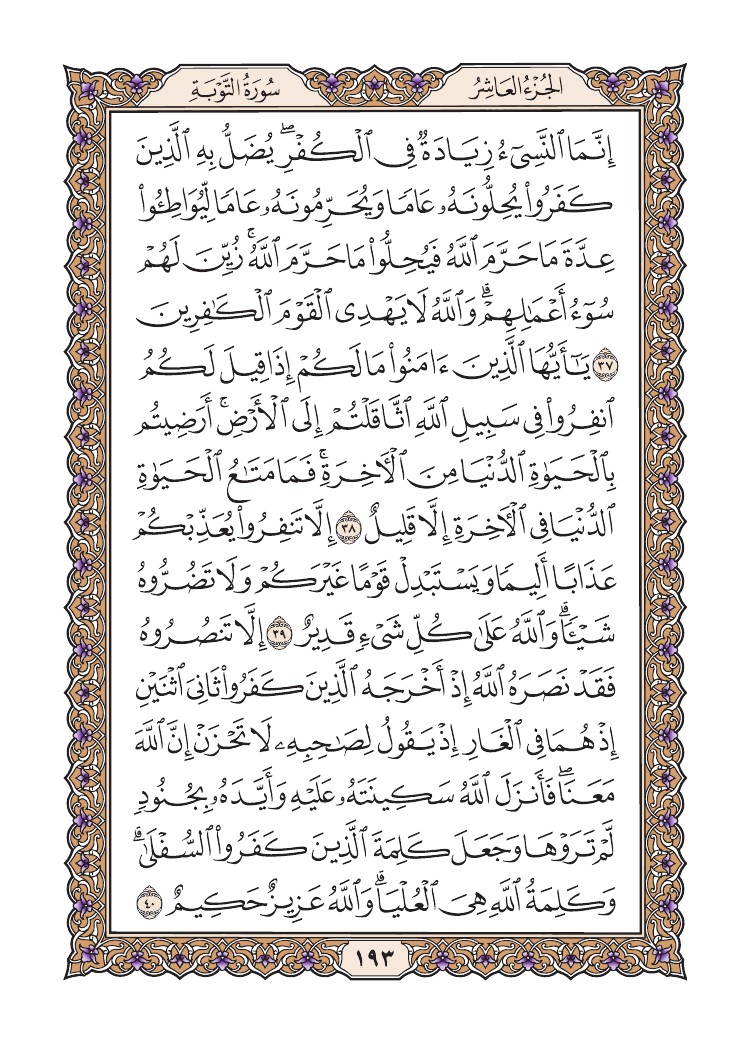 الجُزْءُ العَاشِرُ
سُورَةُ التَّوْبَةِ
إِنَّمَا ٱلنَّسِىٓءُ زِيَادَةٌ فِى ٱلْكُفْرِ ۖ يُضَلُّ بِهِ ٱلَّذِينَ
كَفَرُوا۟ يُحِلُّونَهُۥ عَامًا وَيُحَرِّمُونَهُۥ عَامًا لِّيُوَاطِـُٔوا۟
عِدَّةَ مَا حَرَّمَ ٱللَّهُ فَيُحِلُّوا۟ مَا حَرَّمَ ٱللَّهُ ۚ زُيِّنَ لَهُمْ
سُوٓءُ أَعْمَـٰلِهِمْ ۗ وَٱللَّهُ لَا يَهْدِى ٱلْقَوْمَ ٱلْكَـٰفِرِينَ
٣٧ يَـٰٓأَيُّهَا ٱلَّذِينَ ءَامَنُوا۟ مَا لَكُمْ إِذَا قِيلَ لَكُمُ
ٱنفِرُوا۟ فِى سَبِيلِ ٱللَّهِ ٱثَّاقَلْتُمْ إِلَى ٱلْأَرْضِ ۚ أَرَضِيتُم
بِٱلْحَيَوٰةِ ٱلدُّنْيَا مِنَ ٱلْـَٔاخِرَةِ ۚ فَمَا مَتَـٰعُ ٱلْحَيَوٰةِ
ٱلدُّنْيَا فِى ٱلْـَٔاخِرَةِ إِلَّا قَلِيلٌ ٣٨ إِلَّا تَنفِرُوا۟ يُعَذِّبْكُمْ
عَذَابًا أَلِيمًا وَيَسْتَبْدِلْ قَوْمًا غَيْرَكُمْ وَلَا تَضُرُّوهُ
شَيْـًٔا ۗ وَٱللَّهُ عَلَىٰ كُلِّ شَىْءٍ قَدِيرٌ ٣٩ إِلَّا تَنصُرُوهُ
فَقَدْ نَصَرَهُ ٱللَّهُ إِذْ أَخْرَجَهُ ٱلَّذِينَ كَفَرُوا۟ ثَانِىَ ٱثْنَيْنِ
إِذْ هُمَا فِى ٱلْغَارِ إِذْ يَقُولُ لِصَـٰحِبِهِۦ لَا تَحْزَنْ إِنَّ ٱللَّهَ
مَعَنَا ۖ فَأَنزَلَ ٱللَّهُ سَكِينَتَهُۥ عَلَيْهِ وَأَيَّدَهُۥ بِجُنُودٍ
لَّمْ تَرَوْهَا وَجَعَلَ كَلِمَةَ ٱلَّذِينَ كَفَرُوا۟ ٱلسُّفْلَىٰ ۗ
وَكَلِمَةُ ٱللَّهِ هِىَ ٱلْعُلْيَا ۗ وَٱللَّهُ عَزِيزٌ حَكِيمٌ ٤٠
١٩٣